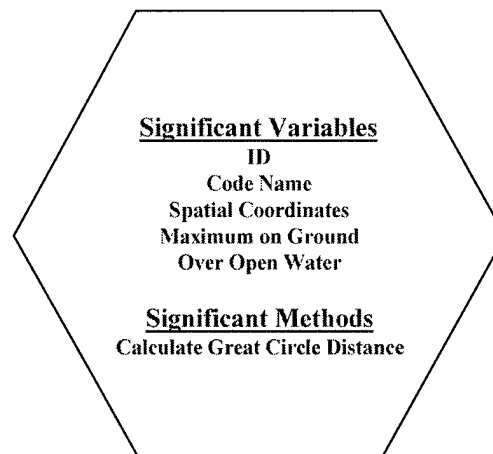 Significant Variables
ID
Code Name
Spatial Coordinates
Maximum on Ground
Over Open Water
Significant Methods
Calculate Great Circle Distance